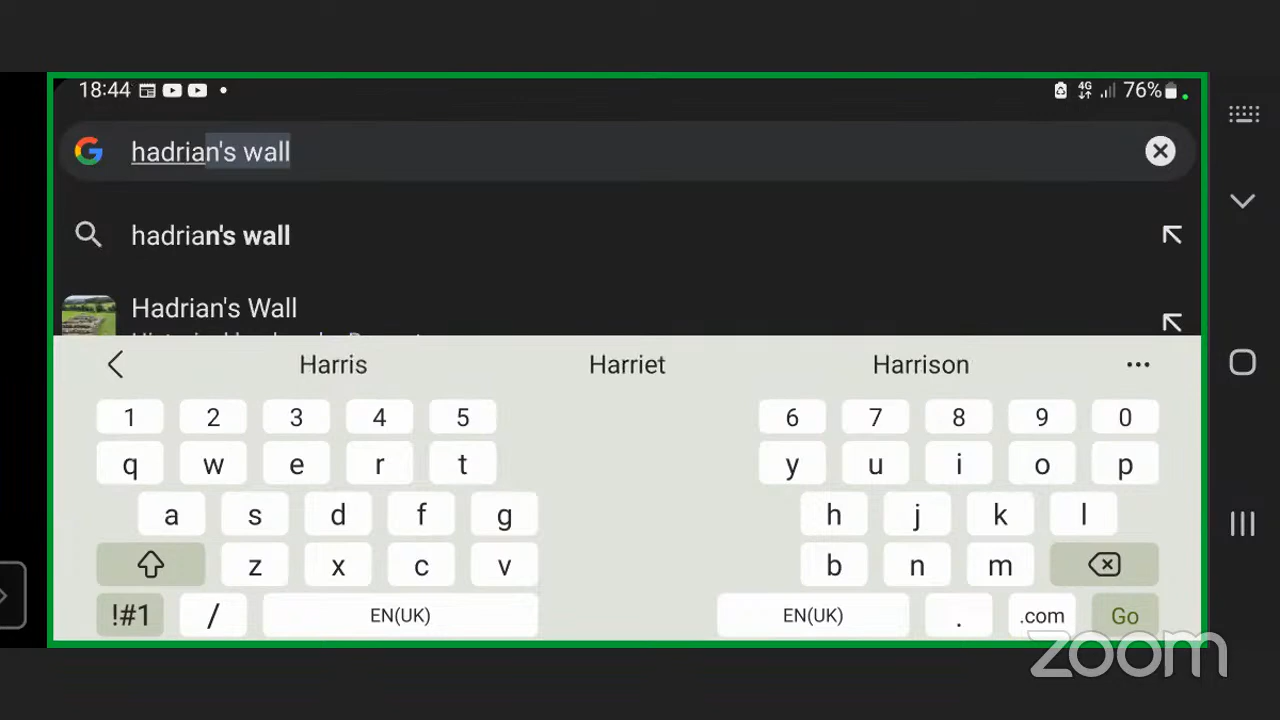 18:44 4G 76%
hadrian's wall
hadrian's wall
Hadrian's Wall
Harris Harriet Harrison
1 2 3 4 5 6 7 8 9 0
q w e r t y u i o p
a s d f g h j k l
z x c v b n m
!#1 / EN(UK) EN(UK) . .com Go
zoom